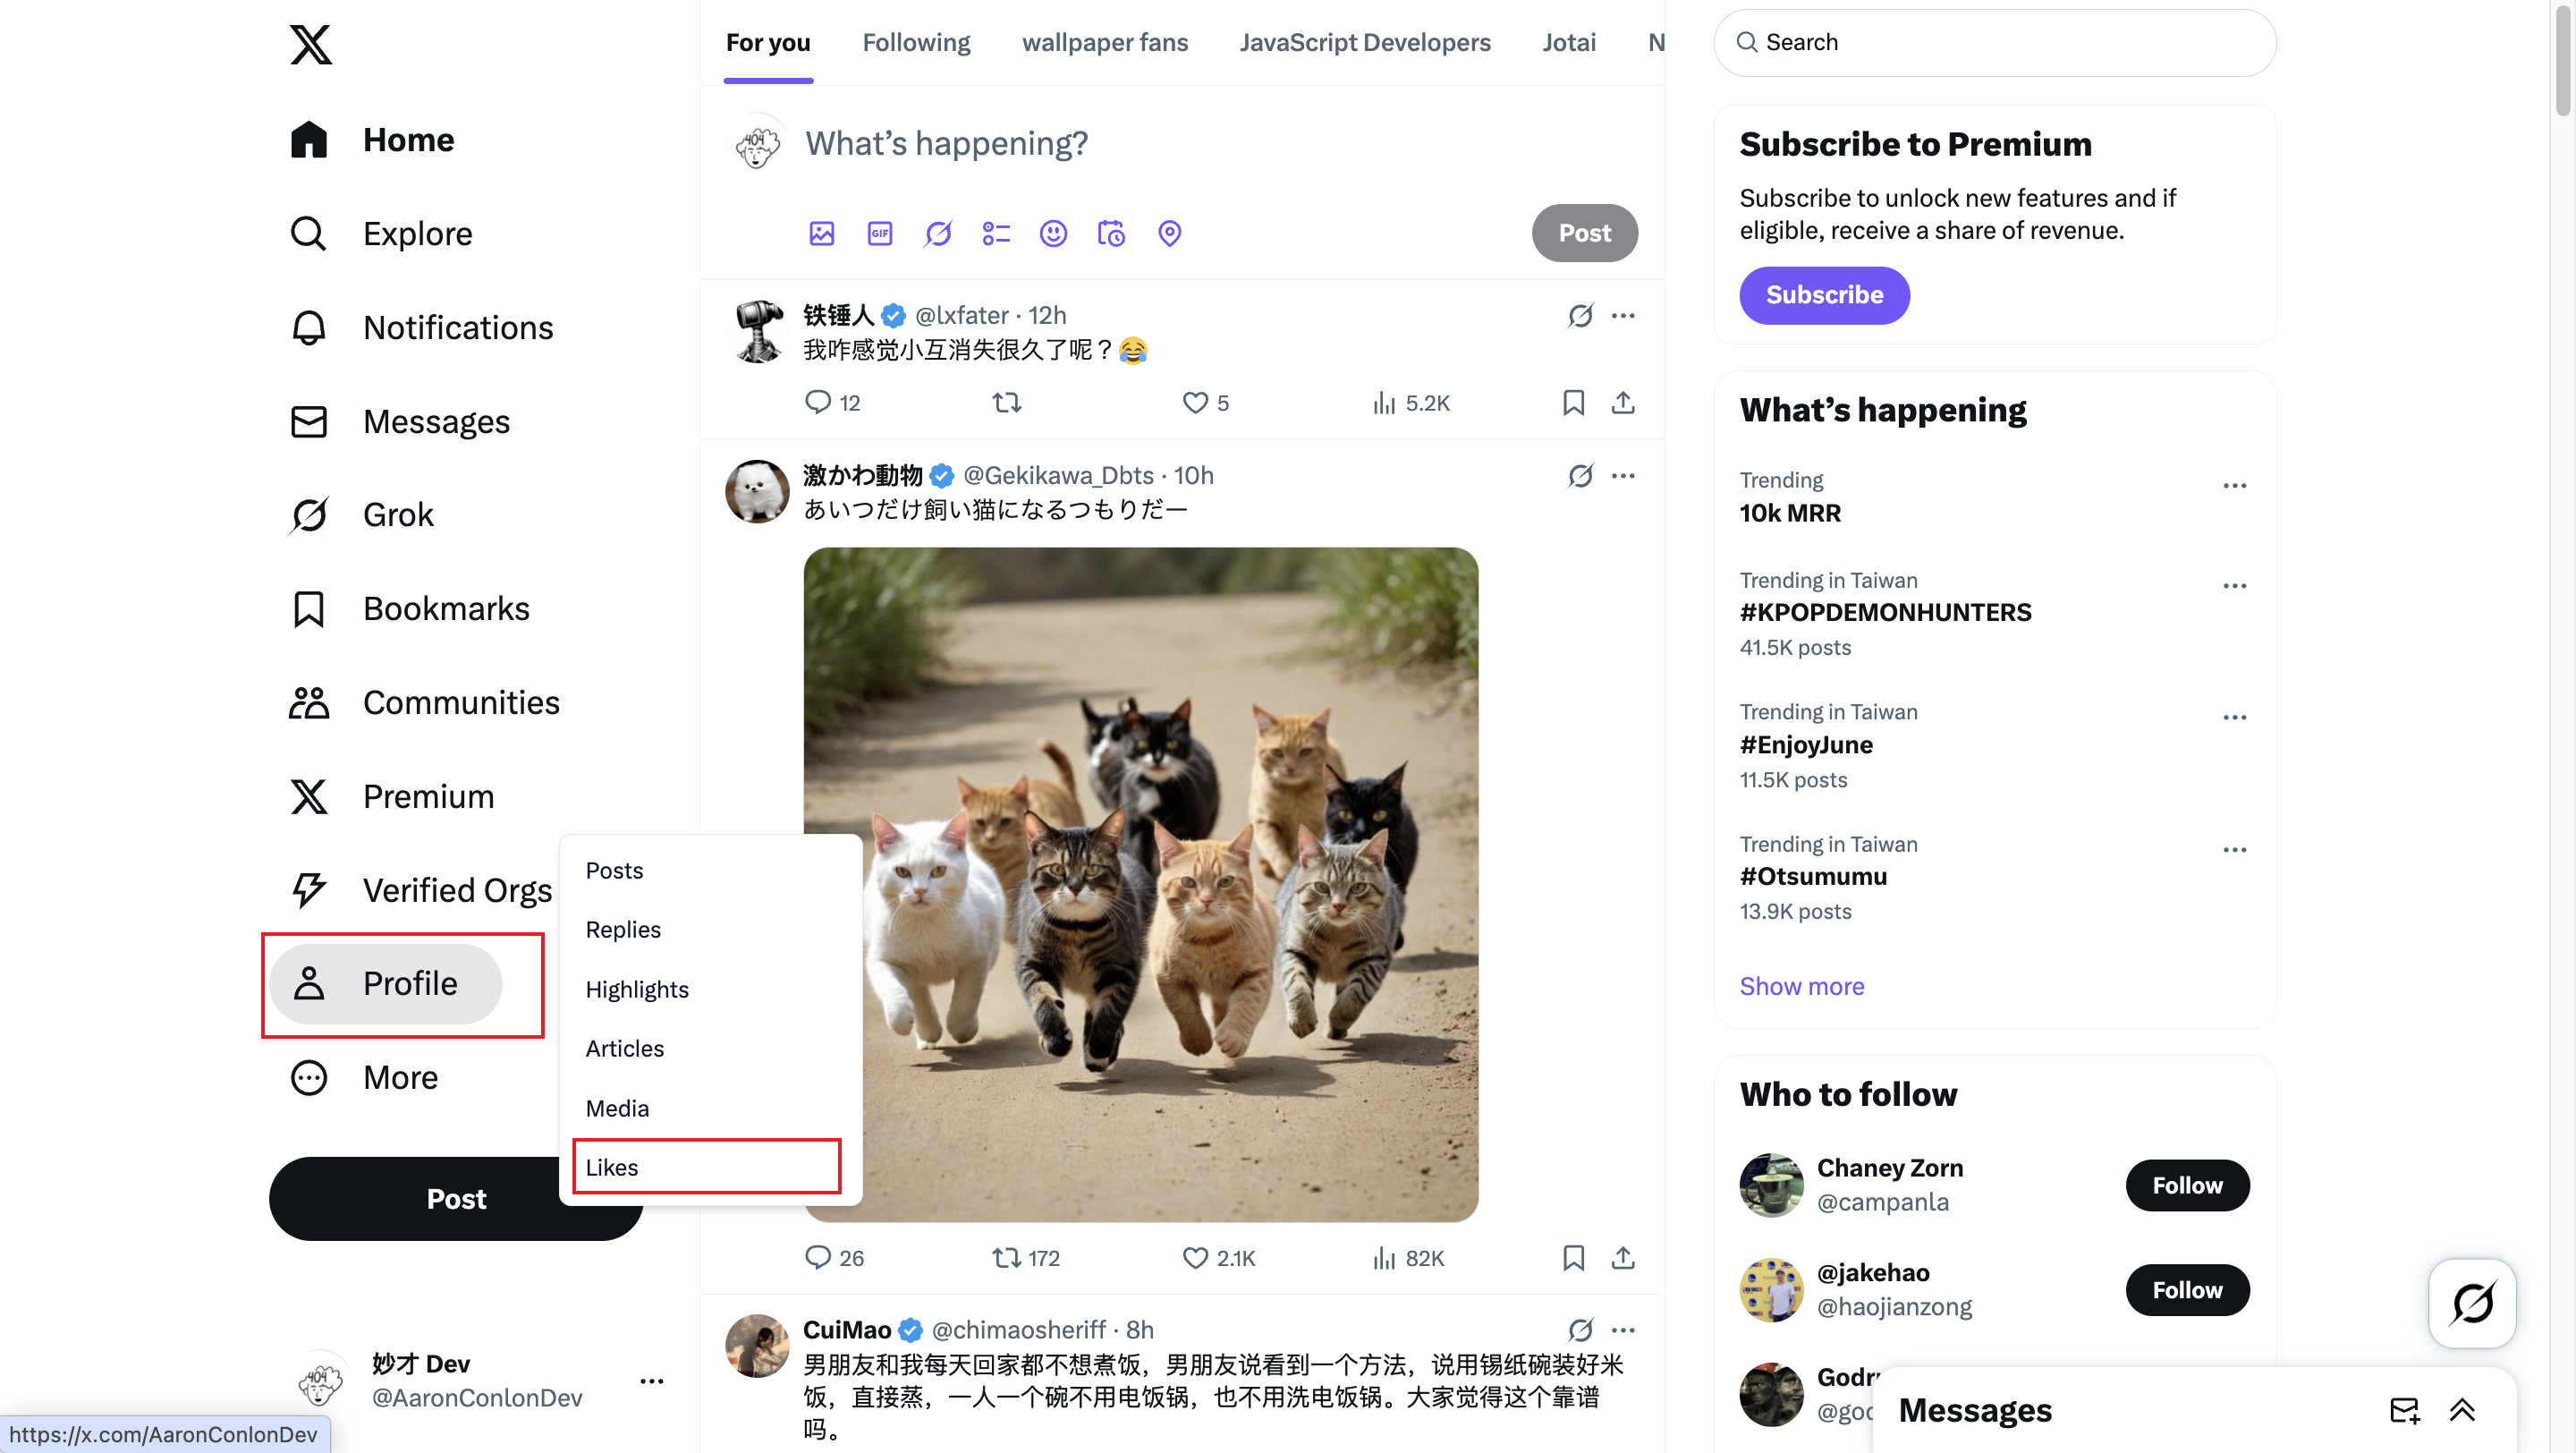 Home
Explore
Notifications
Messages
Grok
Bookmarks
Communities
Premium
Verified Orgs
Profile
More
Post
妙才 Dev
@AaronConlonDev
https://x.com/AaronConlonDev
Posts
Replies
Highlights
Articles
Media
Likes
For you Following wallpaper fans JavaScript Developers Jotai N
What’s happening?
GIF
Post
铁锤人 @lxfater · 12h
我咋感觉小互消失很久了呢？😂
12 5 5.2K
激かわ動物 @Gekikawa_Dbts · 10h
あいつだけ飼い猫になるつもりだー
26 172 2.1K 82K
CuiMao @chimaosheriff · 8h
男朋友和我每天回家都不想煮饭，男朋友说看到一个方法，说用锡纸碗装好米
饭，直接蒸，一人一个碗不用电饭锅，也不用洗电饭锅。大家觉得这个靠谱
吗。
Search
Subscribe to Premium
Subscribe to unlock new features and if
eligible, receive a share of revenue.
Subscribe
What’s happening
Trending
10k MRR
Trending in Taiwan
#KPOPDEMONHUNTERS
41.5K posts
Trending in Taiwan
#EnjoyJune
11.5K posts
Trending in Taiwan
#Otsumumu
13.9K posts
Show more
Who to follow
Chaney Zorn
@campanla
Follow
@jakehao
@haojianzong
Follow
Messages